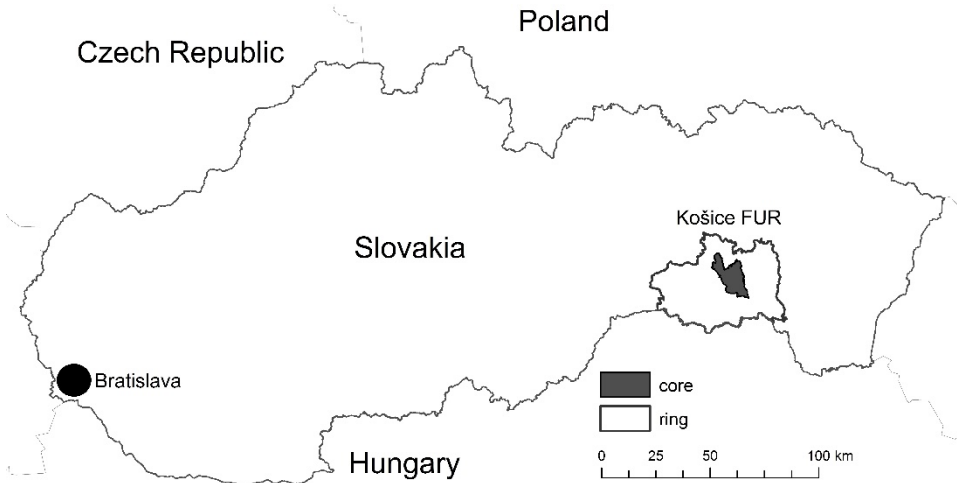 Poland
Czech Republic
Košice FUR
Slovakia
Bratislava
core
ring
Hungary
0 25 50 100 km